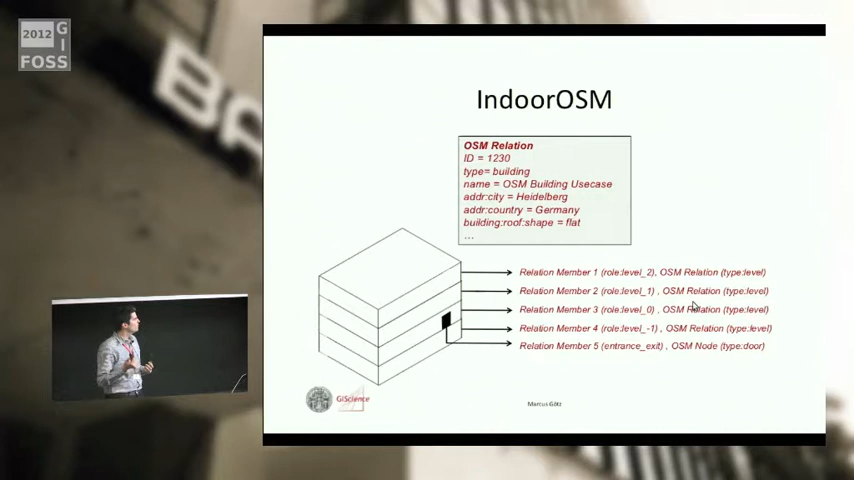 2012
GI
FOSS
BA
IndoorOSM
OSM Relation
ID = 1230
type= building
name = OSM Building Usecase
addr:city = Heidelberg
addr:country = Germany
building:roof:shape = flat
...
Relation Member 1 (role:level_2), OSM Relation (type:level)
Relation Member 2 (role:level_1) , OSM Relation (type:level)
Relation Member 3 (role:level_0) , OSM Relation (type:level)
Relation Member 4 (role:level_-1) , OSM Relation (type:level)
Relation Member 5 (entrance_exit) , OSM Node (type:door)
GIScience
Marcus Götz